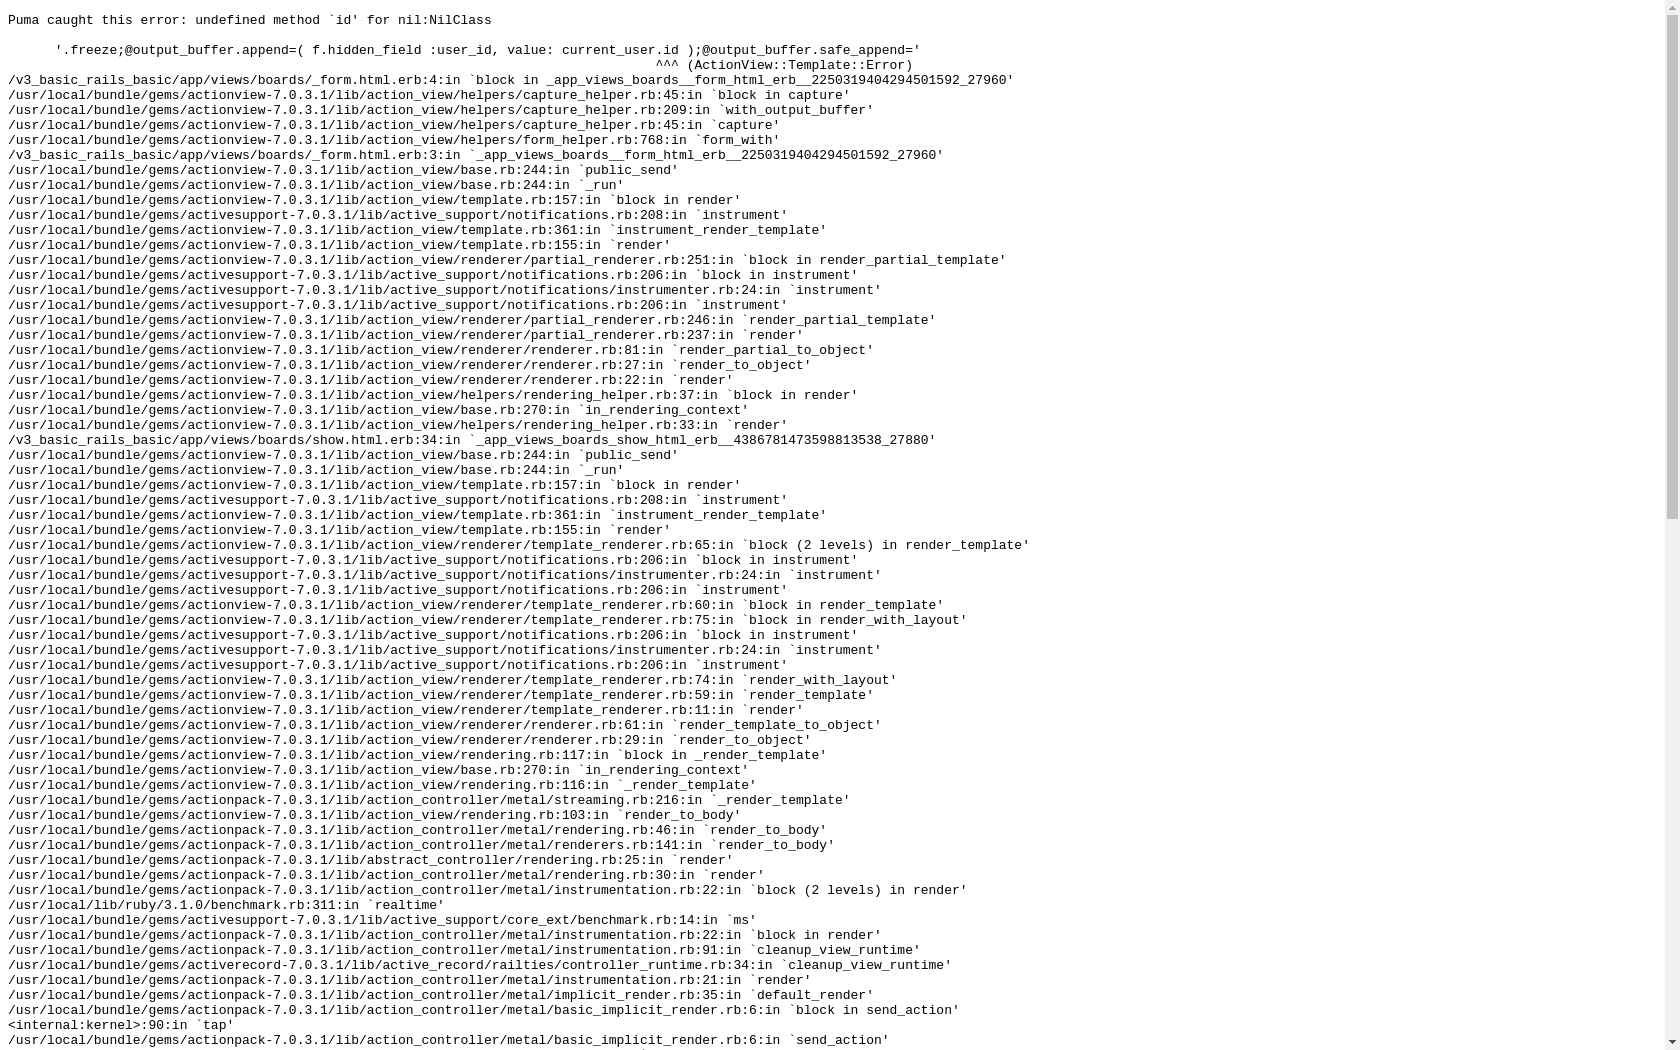 Puma caught this error: undefined method `id' for nil:NilClass
'.freeze;@output_buffer.append=( f.hidden_field :user_id, value: current_user.id );@output_buffer.safe_append='
^^^ (ActionView::Template::Error)
/v3_basic_rails_basic/app/views/boards/_form.html.erb:4:in `block in _app_views_boards__form_html_erb__2250319404294501592_27960'
/usr/local/bundle/gems/actionview-7.0.3.1/lib/action_view/helpers/capture_helper.rb:45:in `block in capture'
/usr/local/bundle/gems/actionview-7.0.3.1/lib/action_view/helpers/capture_helper.rb:209:in `with_output_buffer'
/usr/local/bundle/gems/actionview-7.0.3.1/lib/action_view/helpers/capture_helper.rb:45:in `capture'
/usr/local/bundle/gems/actionview-7.0.3.1/lib/action_view/helpers/form_helper.rb:768:in `form_with'
/v3_basic_rails_basic/app/views/boards/_form.html.erb:3:in `_app_views_boards__form_html_erb__2250319404294501592_27960'
/usr/local/bundle/gems/actionview-7.0.3.1/lib/action_view/base.rb:244:in `public_send'
/usr/local/bundle/gems/actionview-7.0.3.1/lib/action_view/base.rb:244:in `_run'
/usr/local/bundle/gems/actionview-7.0.3.1/lib/action_view/template.rb:157:in `block in render'
/usr/local/bundle/gems/activesupport-7.0.3.1/lib/active_support/notifications.rb:208:in `instrument'
/usr/local/bundle/gems/actionview-7.0.3.1/lib/action_view/template.rb:361:in `instrument_render_template'
/usr/local/bundle/gems/actionview-7.0.3.1/lib/action_view/template.rb:155:in `render'
/usr/local/bundle/gems/actionview-7.0.3.1/lib/action_view/renderer/partial_renderer.rb:251:in `block in render_partial_template'
/usr/local/bundle/gems/activesupport-7.0.3.1/lib/active_support/notifications.rb:206:in `block in instrument'
/usr/local/bundle/gems/activesupport-7.0.3.1/lib/active_support/notifications/instrumenter.rb:24:in `instrument'
/usr/local/bundle/gems/activesupport-7.0.3.1/lib/active_support/notifications.rb:206:in `instrument'
/usr/local/bundle/gems/actionview-7.0.3.1/lib/action_view/renderer/partial_renderer.rb:246:in `render_partial_template'
/usr/local/bundle/gems/actionview-7.0.3.1/lib/action_view/renderer/partial_renderer.rb:237:in `render'
/usr/local/bundle/gems/actionview-7.0.3.1/lib/action_view/renderer/renderer.rb:81:in `render_partial_to_object'
/usr/local/bundle/gems/actionview-7.0.3.1/lib/action_view/renderer/renderer.rb:27:in `render_to_object'
/usr/local/bundle/gems/actionview-7.0.3.1/lib/action_view/renderer/renderer.rb:22:in `render'
/usr/local/bundle/gems/actionview-7.0.3.1/lib/action_view/helpers/rendering_helper.rb:37:in `block in render'
/usr/local/bundle/gems/actionview-7.0.3.1/lib/action_view/base.rb:270:in `in_rendering_context'
/usr/local/bundle/gems/actionview-7.0.3.1/lib/action_view/helpers/rendering_helper.rb:33:in `render'
/v3_basic_rails_basic/app/views/boards/show.html.erb:34:in `_app_views_boards_show_html_erb__4386781473598813538_27880'
/usr/local/bundle/gems/actionview-7.0.3.1/lib/action_view/base.rb:244:in `public_send'
/usr/local/bundle/gems/actionview-7.0.3.1/lib/action_view/base.rb:244:in `_run'
/usr/local/bundle/gems/actionview-7.0.3.1/lib/action_view/template.rb:157:in `block in render'
/usr/local/bundle/gems/activesupport-7.0.3.1/lib/active_support/notifications.rb:208:in `instrument'
/usr/local/bundle/gems/actionview-7.0.3.1/lib/action_view/template.rb:361:in `instrument_render_template'
/usr/local/bundle/gems/actionview-7.0.3.1/lib/action_view/template.rb:155:in `render'
/usr/local/bundle/gems/actionview-7.0.3.1/lib/action_view/renderer/template_renderer.rb:65:in `block (2 levels) in render_template'
/usr/local/bundle/gems/activesupport-7.0.3.1/lib/active_support/notifications.rb:206:in `block in instrument'
/usr/local/bundle/gems/activesupport-7.0.3.1/lib/active_support/notifications/instrumenter.rb:24:in `instrument'
/usr/local/bundle/gems/activesupport-7.0.3.1/lib/active_support/notifications.rb:206:in `instrument'
/usr/local/bundle/gems/actionview-7.0.3.1/lib/action_view/renderer/template_renderer.rb:60:in `block in render_template'
/usr/local/bundle/gems/actionview-7.0.3.1/lib/action_view/renderer/template_renderer.rb:75:in `block in render_with_layout'
/usr/local/bundle/gems/activesupport-7.0.3.1/lib/active_support/notifications.rb:206:in `block in instrument'
/usr/local/bundle/gems/activesupport-7.0.3.1/lib/active_support/notifications/instrumenter.rb:24:in `instrument'
/usr/local/bundle/gems/activesupport-7.0.3.1/lib/active_support/notifications.rb:206:in `instrument'
/usr/local/bundle/gems/actionview-7.0.3.1/lib/action_view/renderer/template_renderer.rb:74:in `render_with_layout'
/usr/local/bundle/gems/actionview-7.0.3.1/lib/action_view/renderer/template_renderer.rb:59:in `render_template'
/usr/local/bundle/gems/actionview-7.0.3.1/lib/action_view/renderer/template_renderer.rb:11:in `render'
/usr/local/bundle/gems/actionview-7.0.3.1/lib/action_view/renderer/renderer.rb:61:in `render_template_to_object'
/usr/local/bundle/gems/actionview-7.0.3.1/lib/action_view/renderer/renderer.rb:29:in `render_to_object'
/usr/local/bundle/gems/actionview-7.0.3.1/lib/action_view/rendering.rb:117:in `block in _render_template'
/usr/local/bundle/gems/actionview-7.0.3.1/lib/action_view/base.rb:270:in `in_rendering_context'
/usr/local/bundle/gems/actionview-7.0.3.1/lib/action_view/rendering.rb:116:in `_render_template'
/usr/local/bundle/gems/actionpack-7.0.3.1/lib/action_controller/metal/streaming.rb:216:in `_render_template'
/usr/local/bundle/gems/actionview-7.0.3.1/lib/action_view/rendering.rb:103:in `render_to_body'
/usr/local/bundle/gems/actionpack-7.0.3.1/lib/action_controller/metal/rendering.rb:46:in `render_to_body'
/usr/local/bundle/gems/actionpack-7.0.3.1/lib/action_controller/metal/renderers.rb:141:in `render_to_body'
/usr/local/bundle/gems/actionpack-7.0.3.1/lib/abstract_controller/rendering.rb:25:in `render'
/usr/local/bundle/gems/actionpack-7.0.3.1/lib/action_controller/metal/rendering.rb:30:in `render'
/usr/local/bundle/gems/actionpack-7.0.3.1/lib/action_controller/metal/instrumentation.rb:22:in `block (2 levels) in render'
/usr/local/lib/ruby/3.1.0/benchmark.rb:311:in `realtime'
/usr/local/bundle/gems/activesupport-7.0.3.1/lib/active_support/core_ext/benchmark.rb:14:in `ms'
/usr/local/bundle/gems/actionpack-7.0.3.1/lib/action_controller/metal/instrumentation.rb:22:in `block in render'
/usr/local/bundle/gems/actionpack-7.0.3.1/lib/action_controller/metal/instrumentation.rb:91:in `cleanup_view_runtime'
/usr/local/bundle/gems/activerecord-7.0.3.1/lib/active_record/railties/controller_runtime.rb:34:in `cleanup_view_runtime'
/usr/local/bundle/gems/actionpack-7.0.3.1/lib/action_controller/metal/instrumentation.rb:21:in `render'
/usr/local/bundle/gems/actionpack-7.0.3.1/lib/action_controller/metal/implicit_render.rb:35:in `default_render'
/usr/local/bundle/gems/actionpack-7.0.3.1/lib/action_controller/metal/basic_implicit_render.rb:6:in `block in send_action'
<internal:kernel>:90:in `tap'
/usr/local/bundle/gems/actionpack-7.0.3.1/lib/action_controller/metal/basic_implicit_render.rb:6:in `send_action'